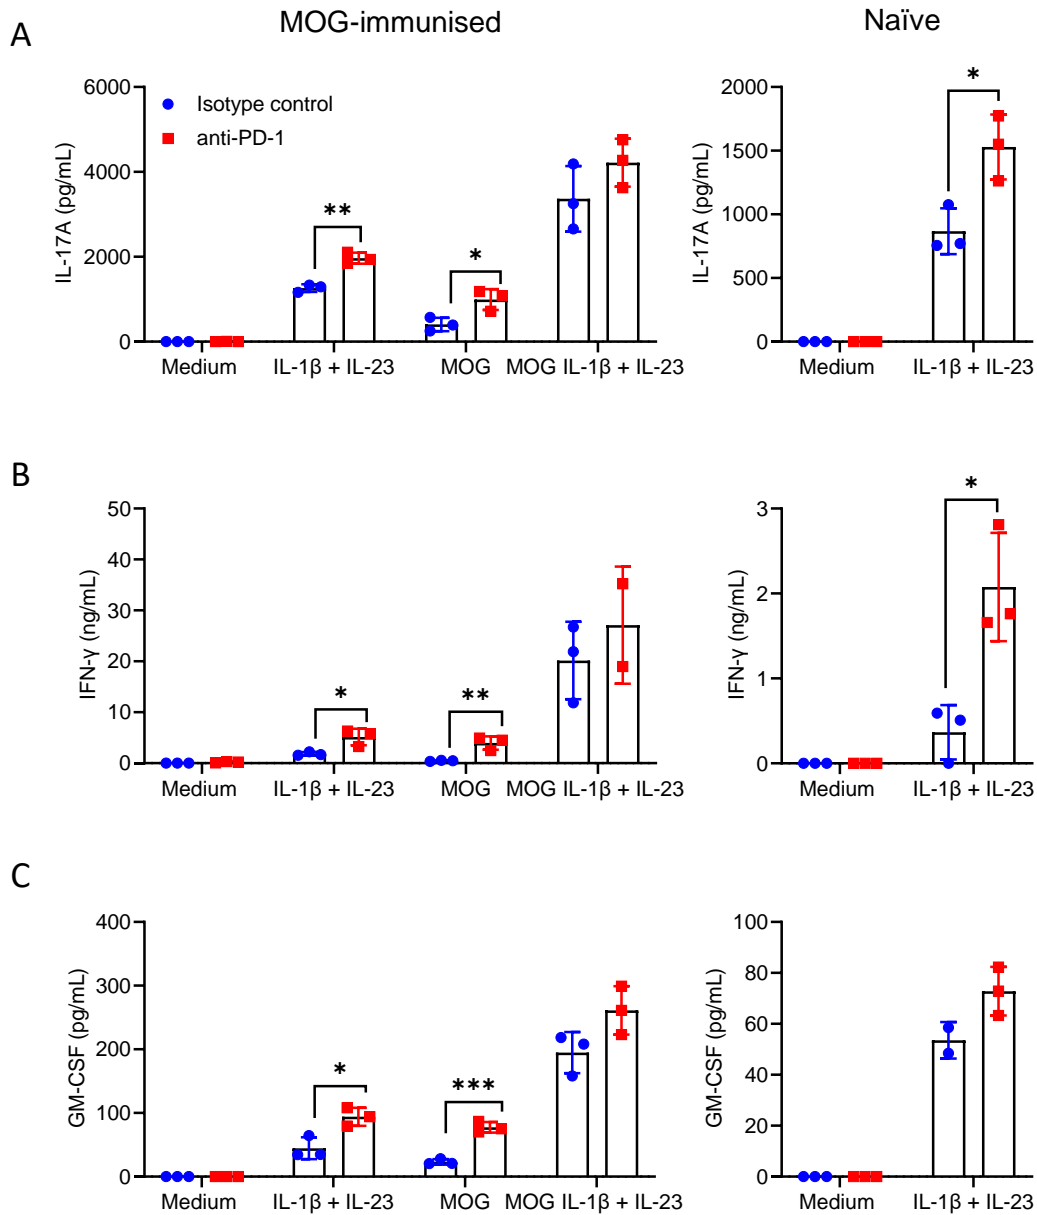 MOG-immunised
Naïve
A
6000
4000
2000
0
IL-17A (pg/mL)
Isotype control
anti-PD-1
**
*
Medium
IL-1β + IL-23
MOG
MOG IL-1β + IL-23
2000
1500
1000
500
0
IL-17A (pg/mL)
*
Medium
IL-1β + IL-23
B
50
40
30
20
10
0
IFN-γ (ng/mL)
*
**
Medium
IL-1β + IL-23
MOG
MOG IL-1β + IL-23
3
2
1
0
IFN-γ (ng/mL)
*
Medium
IL-1β + IL-23
C
400
300
200
100
0
GM-CSF (pg/mL)
*
***
Medium
IL-1β + IL-23
MOG
MOG IL-1β + IL-23
100
80
60
40
20
0
GM-CSF (pg/mL)
Medium
IL-1β + IL-23